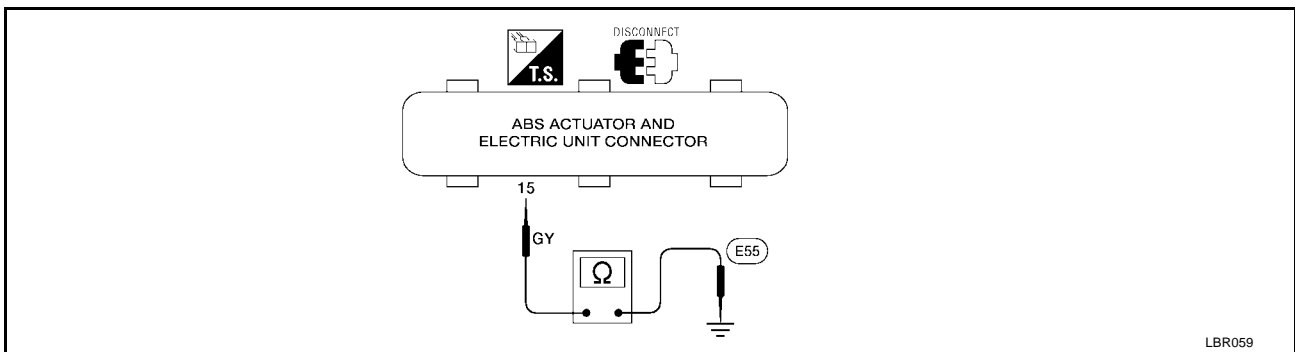 DISCONNECT
T.S.
ABS ACTUATOR AND
ELECTRIC UNIT CONNECTOR
15
GY
Ω
E55
LBR059